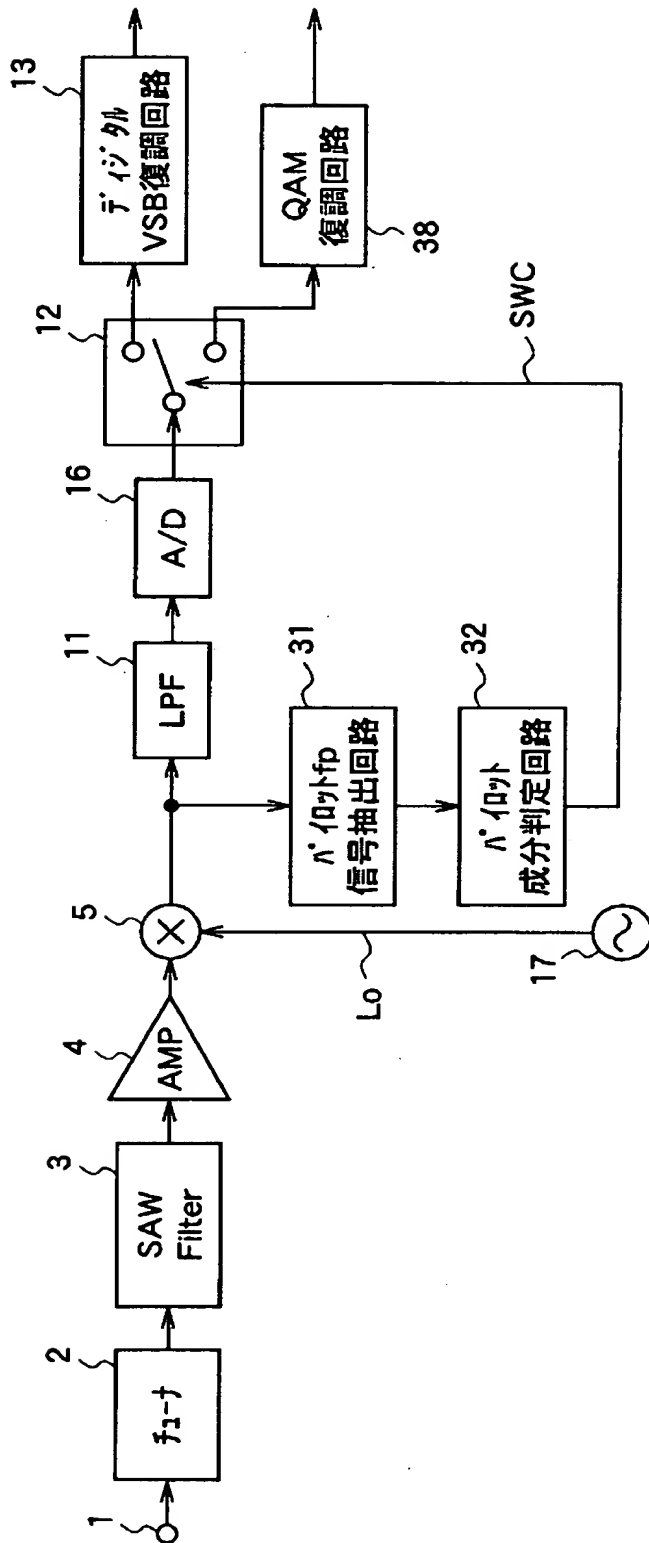 1
2
チューナ
3
SAW
Filter
4
AMP
5
Lo
17
11
LPF
16
A/D
12
13
ディジタル
VSB復調回路
QAM
復調回路
38
31
パイロットfp
信号抽出回路
32
パイロット
成分判定回路
SWC